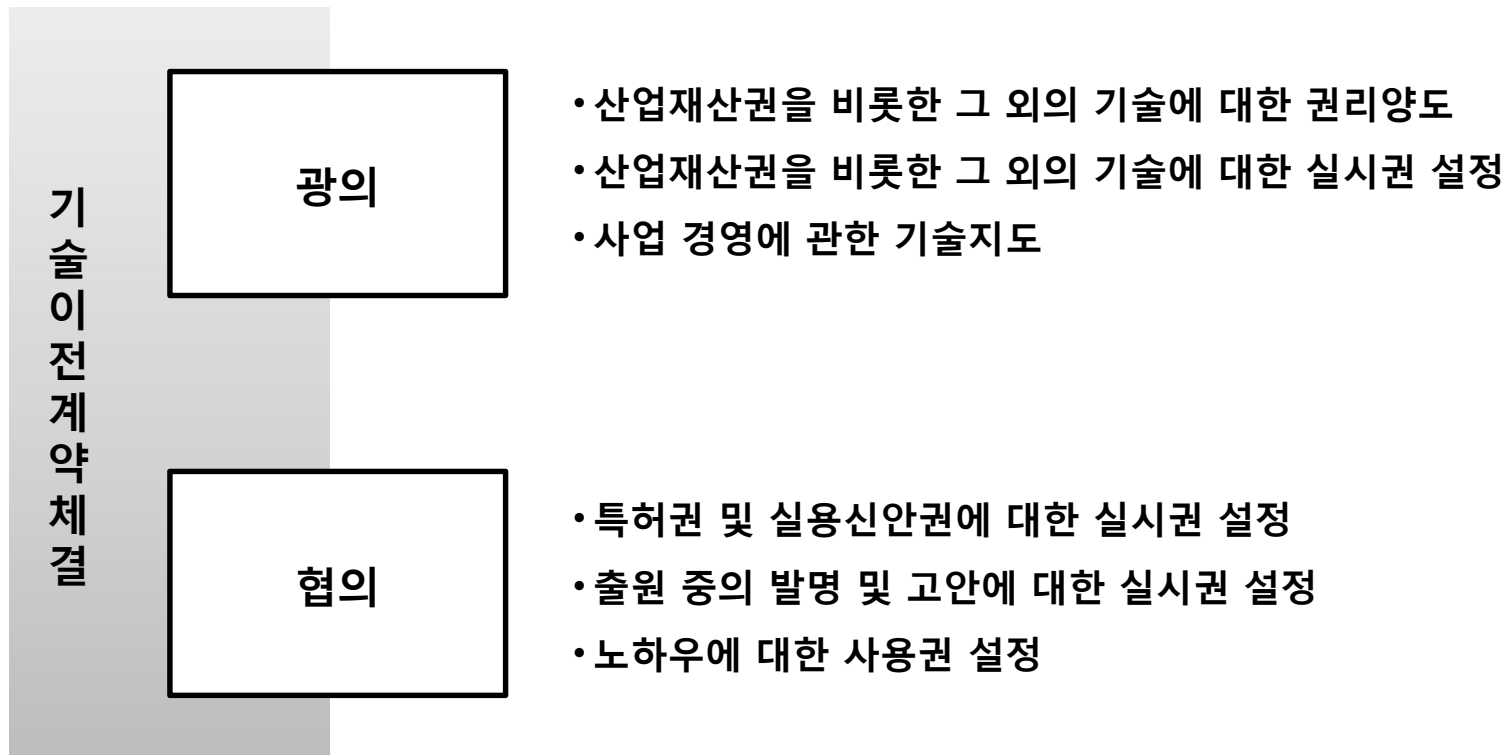 기술이전계약체결
광의
• 산업재산권을 비롯한 그 외의 기술에 대한 권리양도
• 산업재산권을 비롯한 그 외의 기술에 대한 실시권 설정
• 사업 경영에 관한 기술지도
협의
• 특허권 및 실용신안권에 대한 실시권 설정
• 출원 중의 발명 및 고안에 대한 실시권 설정
• 노하우에 대한 사용권 설정